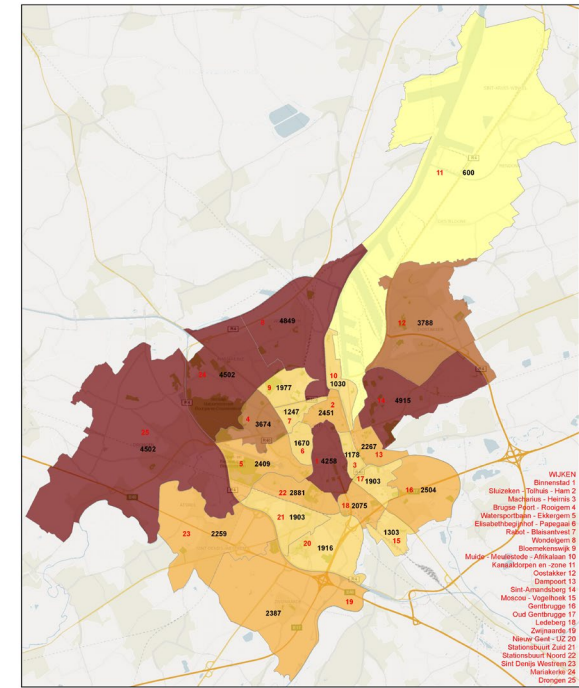 11 600
8 4849
12 3788
10
1030
24 4502
9 1977
14
4915
2
2451
1247
7
4
3674
25
4502
1670
6
4258
2267
13
1178
3
5 2409
17 1903
16 2504
22 2881
18 2075
21 1903
1303
15
23 2259
20 1916
19
2387
WIJKEN
Binnenstad 1
Sluizeken - Tolhuis - Ham 2
Macharius - Heirnis 3
Brugse Poort - Rooigem 4
Watersportbaan - Ekkergem 5
Elisabethbegijnhof - Papegaai 6
Rabot - Blaisantvest 7
Wondelgem 8
Bloemekenswijk 9
Muide - Meulestede - Afrikalaan 10
Kanaaldorpen en -zone 11
Oostakker 12
Dampoort 13
Sint-Amandsberg 14
Moscou - Vogelhoek 15
Gentbrugge 16
Oud Gentbrugge 17
Ledeberg 18
Zwijnaarde 19
Nieuw Gent - UZ 20
Stationsbuurt Zuid 21
Stationsbuurt Noord 22
Sint Denijs Westrem 23
Mariakerke 24
Drongen 25